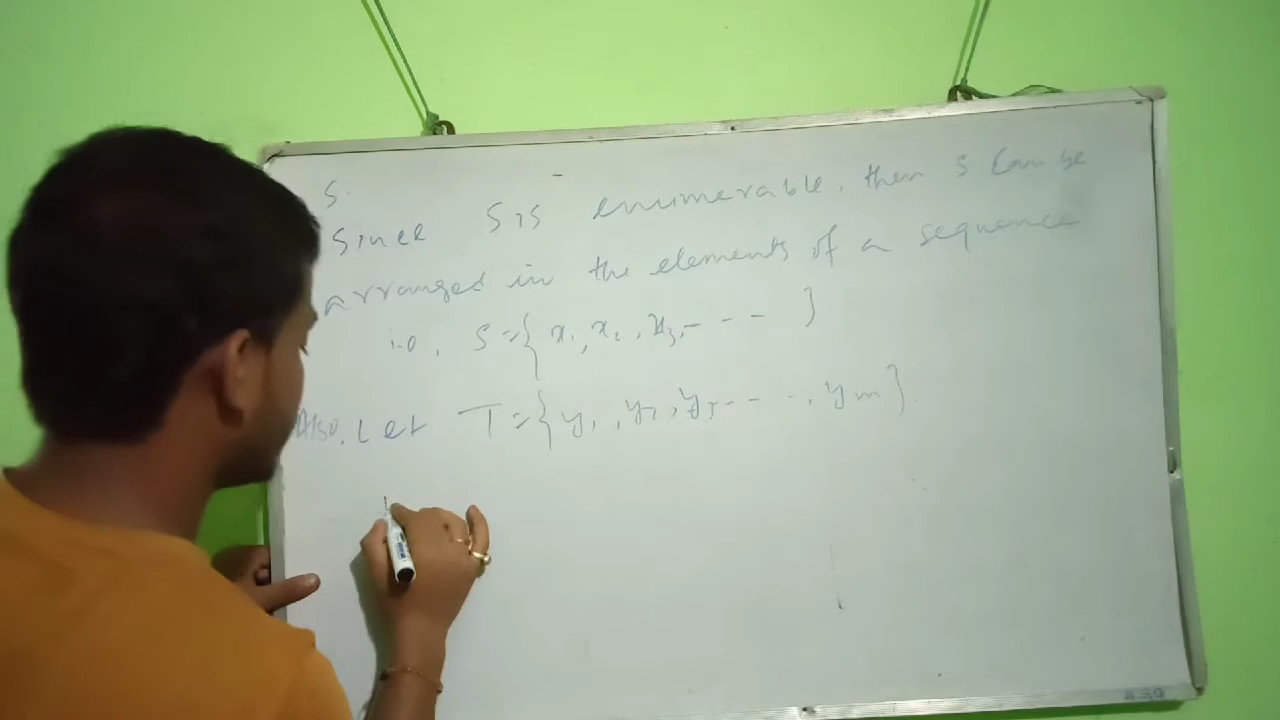 S
Since S is enumerable, then S can be
arranged in the elements of a sequence
i.e, S = { x₁, x₂, x₃, - - - }
Also, Let T = { y₁, y₂, y₃, - - - -, ym }.